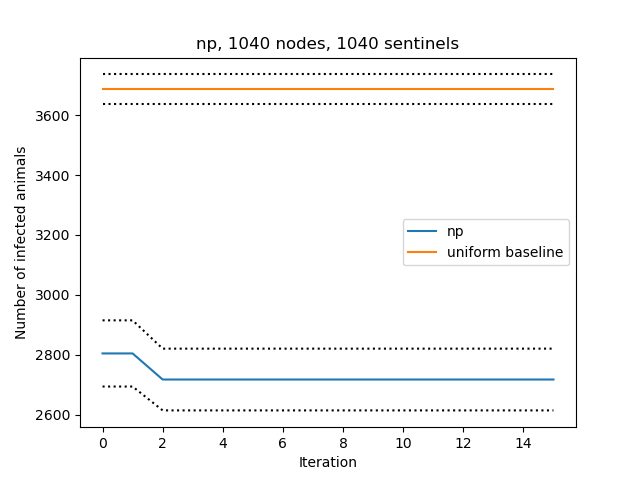 np, 1040 nodes, 1040 sentinels
Number of infected animals
3600
3400
3200
3000
2800
2600
np
uniform baseline
0 2 4 6 8 10 12 14
Iteration